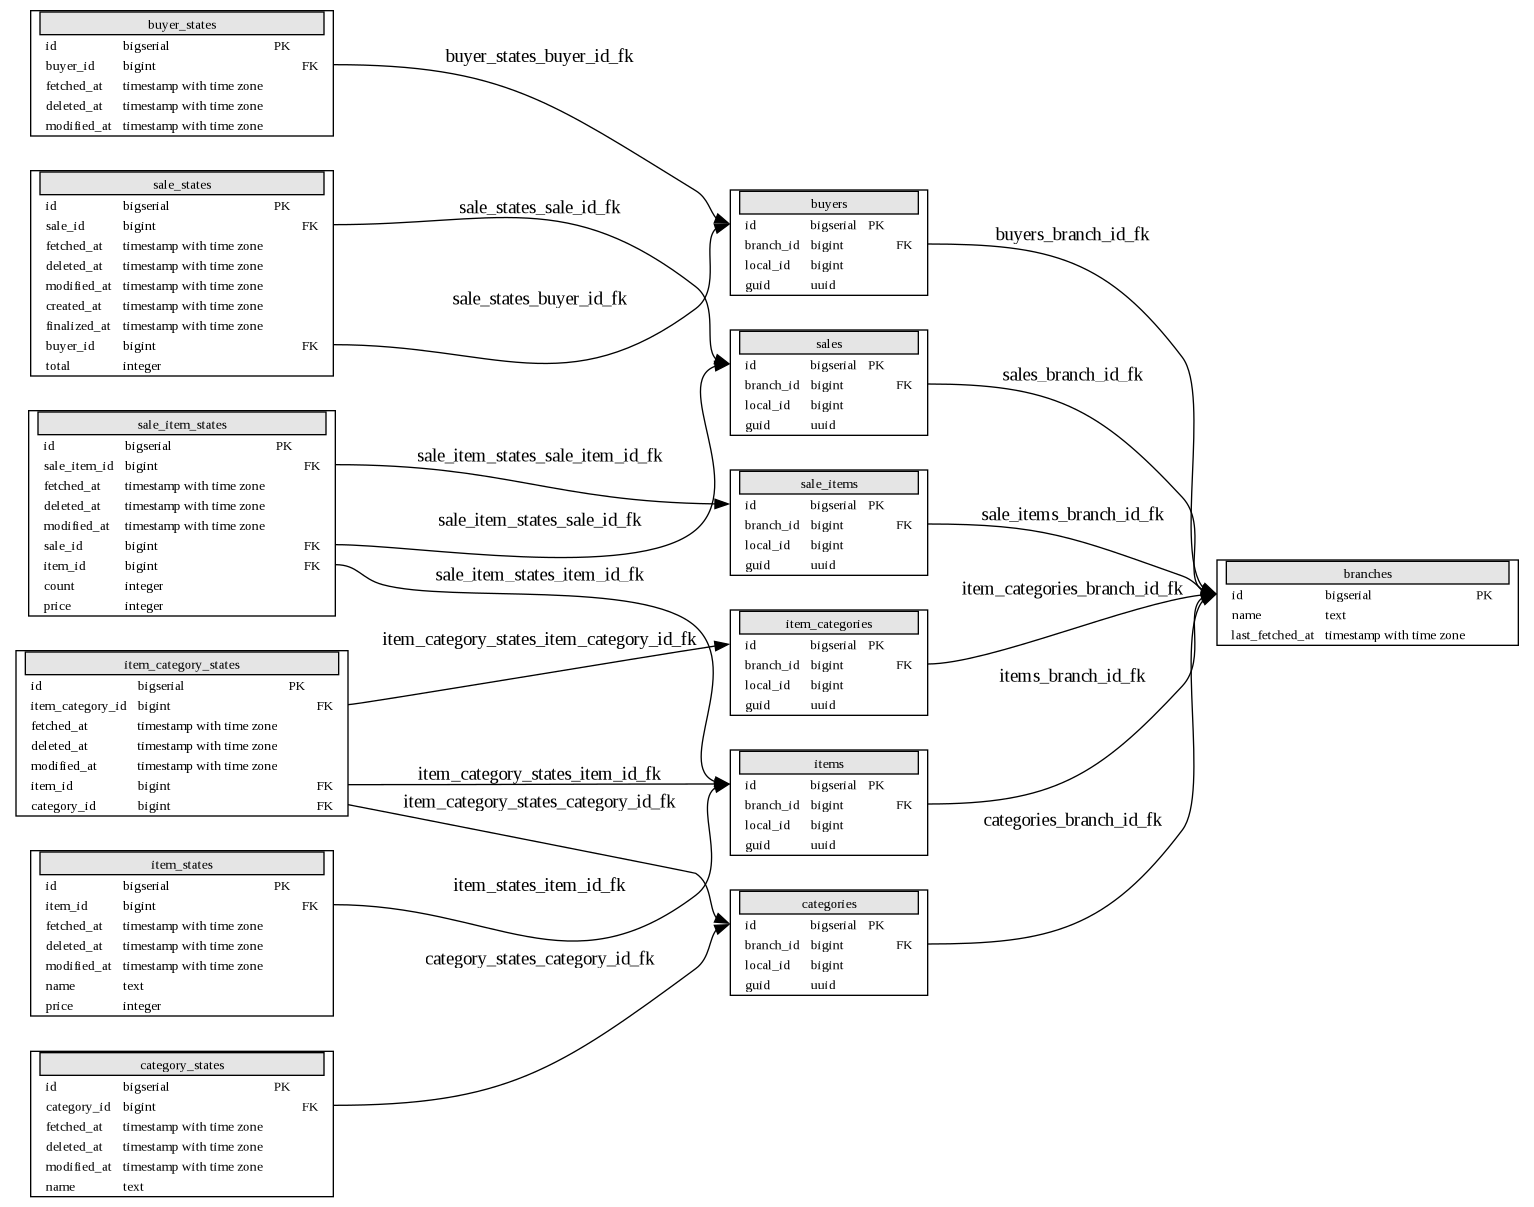 buyer_states
id bigserial PK
buyer_id bigint FK
fetched_at timestamp with time zone
deleted_at timestamp with time zone
modified_at timestamp with time zone
sale_states
id bigserial PK
sale_id bigint FK
fetched_at timestamp with time zone
deleted_at timestamp with time zone
modified_at timestamp with time zone
created_at timestamp with time zone
finalized_at timestamp with time zone
buyer_id bigint FK
total integer
sale_item_states
id bigserial PK
sale_item_id bigint FK
fetched_at timestamp with time zone
deleted_at timestamp with time zone
modified_at timestamp with time zone
sale_id bigint FK
item_id bigint FK
count integer
price integer
item_category_states
id bigserial PK
item_category_id bigint FK
fetched_at timestamp with time zone
deleted_at timestamp with time zone
modified_at timestamp with time zone
item_id bigint FK
category_id bigint FK
item_states
id bigserial PK
item_id bigint FK
fetched_at timestamp with time zone
deleted_at timestamp with time zone
modified_at timestamp with time zone
name text
price integer
category_states
id bigserial PK
category_id bigint FK
fetched_at timestamp with time zone
deleted_at timestamp with time zone
modified_at timestamp with time zone
name text
buyer_states_buyer_id_fk
sale_states_sale_id_fk
sale_states_buyer_id_fk
sale_item_states_sale_item_id_fk
sale_item_states_sale_id_fk
sale_item_states_item_id_fk
item_category_states_item_category_id_fk
item_category_states_item_id_fk
item_category_states_category_id_fk
item_states_item_id_fk
category_states_category_id_fk
buyers
id bigserial PK
branch_id bigint FK
local_id bigint
guid uuid
sales
id bigserial PK
branch_id bigint FK
local_id bigint
guid uuid
sale_items
id bigserial PK
branch_id bigint FK
local_id bigint
guid uuid
item_categories
id bigserial PK
branch_id bigint FK
local_id bigint
guid uuid
items
id bigserial PK
branch_id bigint FK
local_id bigint
guid uuid
categories
id bigserial PK
branch_id bigint FK
local_id bigint
guid uuid
buyers_branch_id_fk
sales_branch_id_fk
sale_items_branch_id_fk
item_categories_branch_id_fk
items_branch_id_fk
categories_branch_id_fk
branches
id bigserial PK
name text
last_fetched_at timestamp with time zone